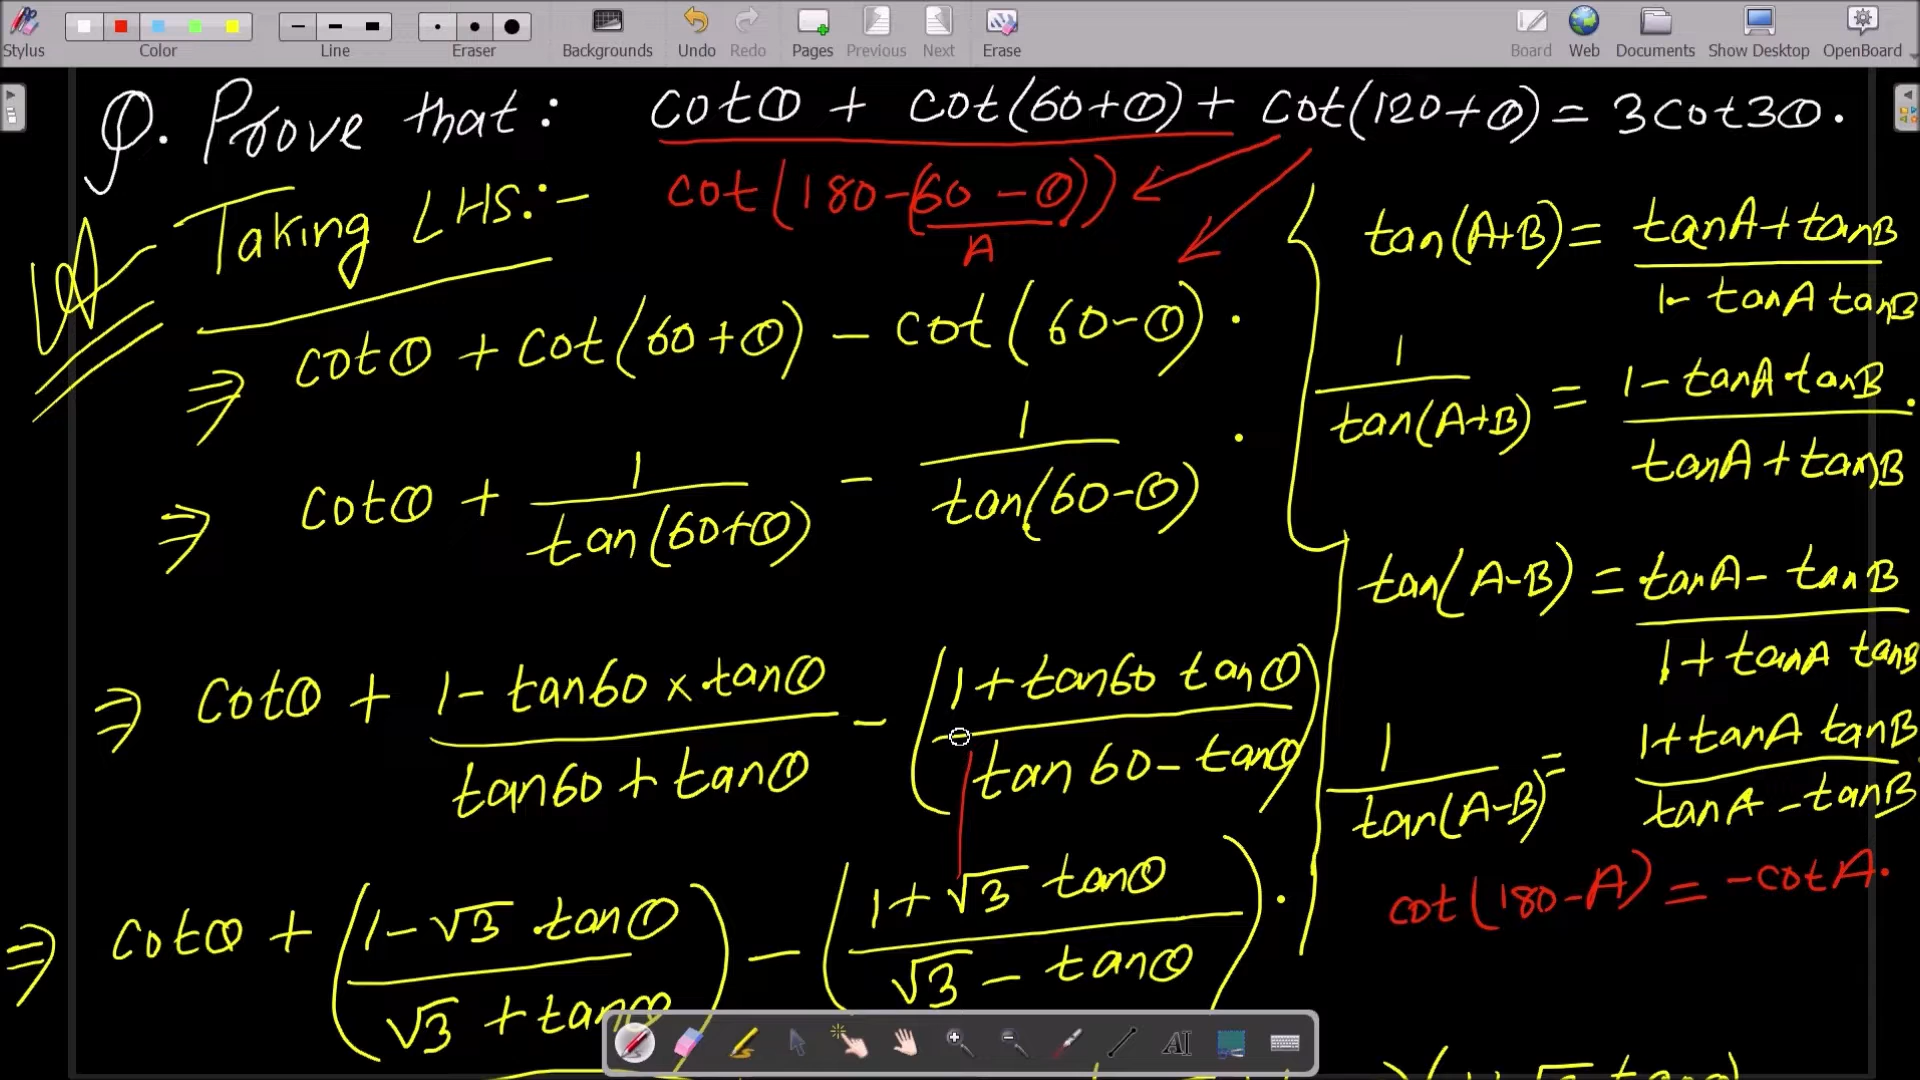 Stylus Color Line Eraser Backgrounds Undo Redo Pages Previous Next Erase Board Web Documents Show Desktop OpenBoard
Q. Prove that: cotθ + cot(60+θ) + cot(120+θ) = 3cot3θ.
cot(180-(60-θ))
A
Taking LHS:-
⇒ cotθ + cot(60+θ) - cot(60-θ).
⇒ cotθ + 1/tan(60+θ) - 1/tan(60-θ).
⇒ cotθ + (1-tan60×.tanθ)/(tan60+tanθ) - ((1+tan60 tanθ)/(tan60-tanθ))
⇒ cotθ + ((1-√3.tanθ)/(√3+tanθ)) - ((1+√3 tanθ)/(√3-tanθ)).
tan(A+B) = (tanA+tanB)/(1-tanA tanB)
1/tan(A+B) = (1-tanA.tanB)/(tanA+tanB).
tan(A-B) = (tanA-tanB)/(1+tanA tanB)
1/tan(A-B) = (1+tanA tanB)/(tanA-tanB)
cot(180-A) = -cotA.